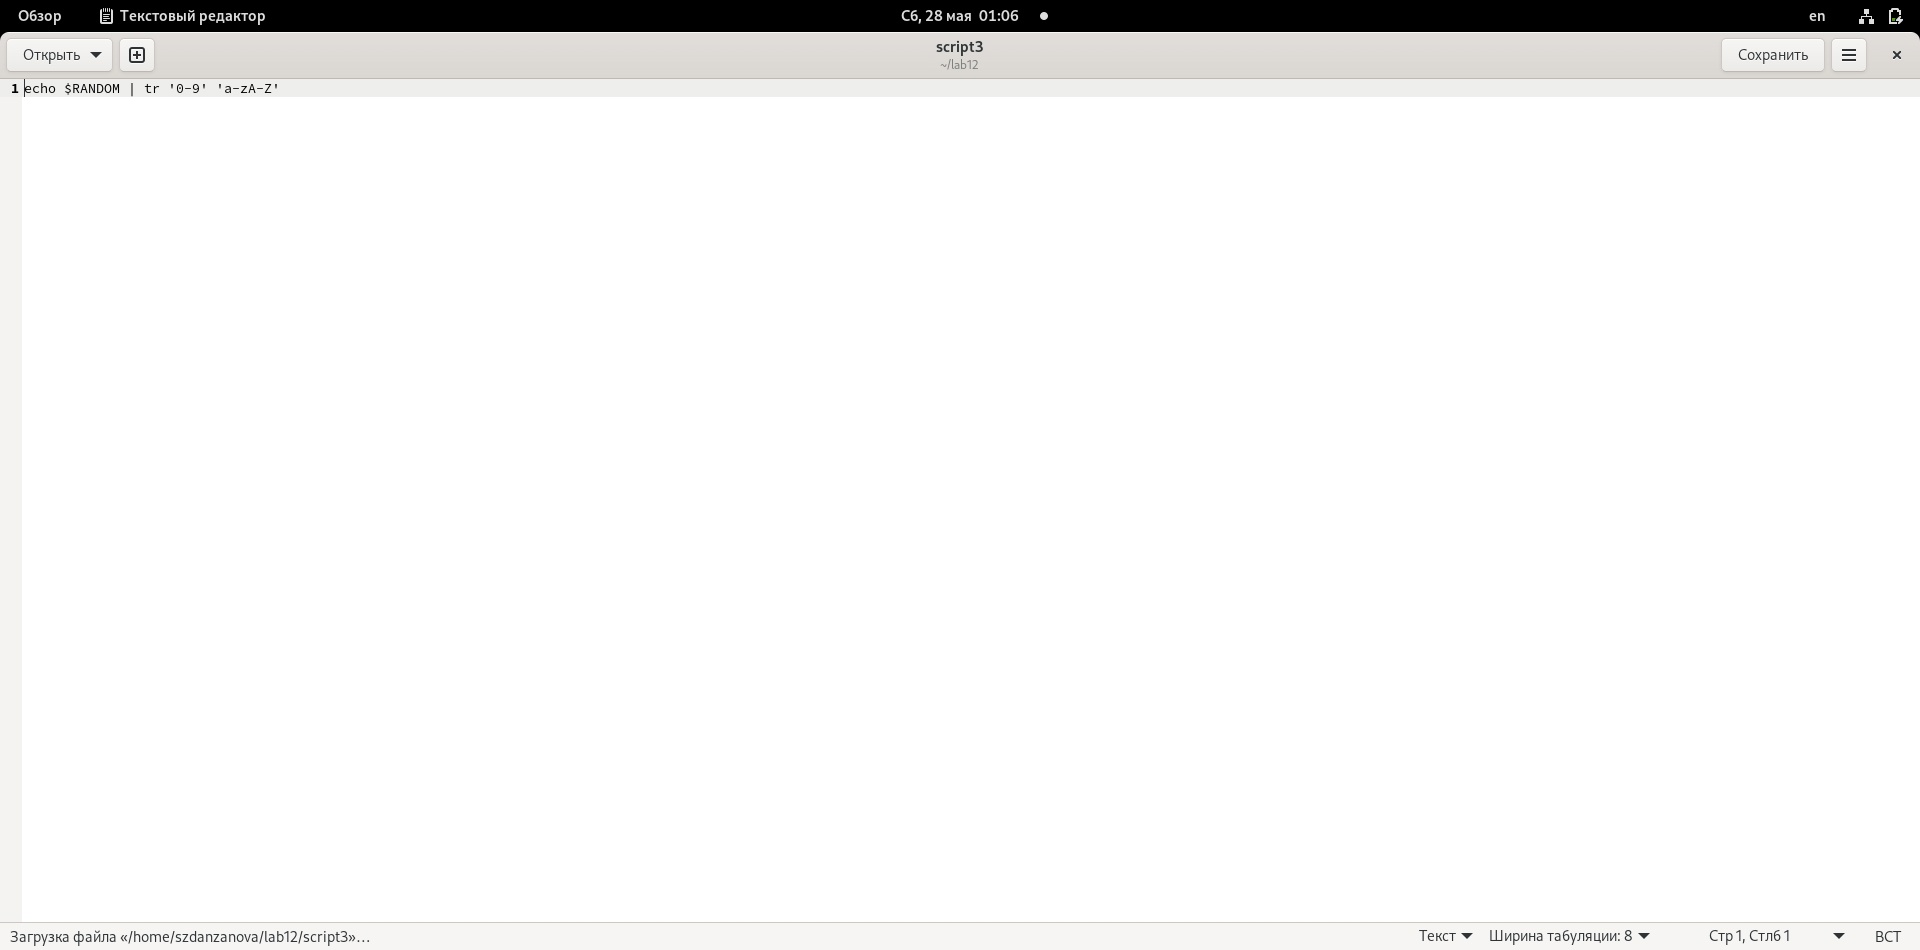 Обзор Текстовый редактор Сб, 28 мая 01:06 en
Открыть script3 Сохранить
~/lab12
1 echo $RANDOM | tr '0-9' 'a-zA-Z'
Загрузка файла «/home/szdanzanova/lab12/script3»… Текст Ширина табуляции: 8 Стр 1, Стлб 1 ВСТ